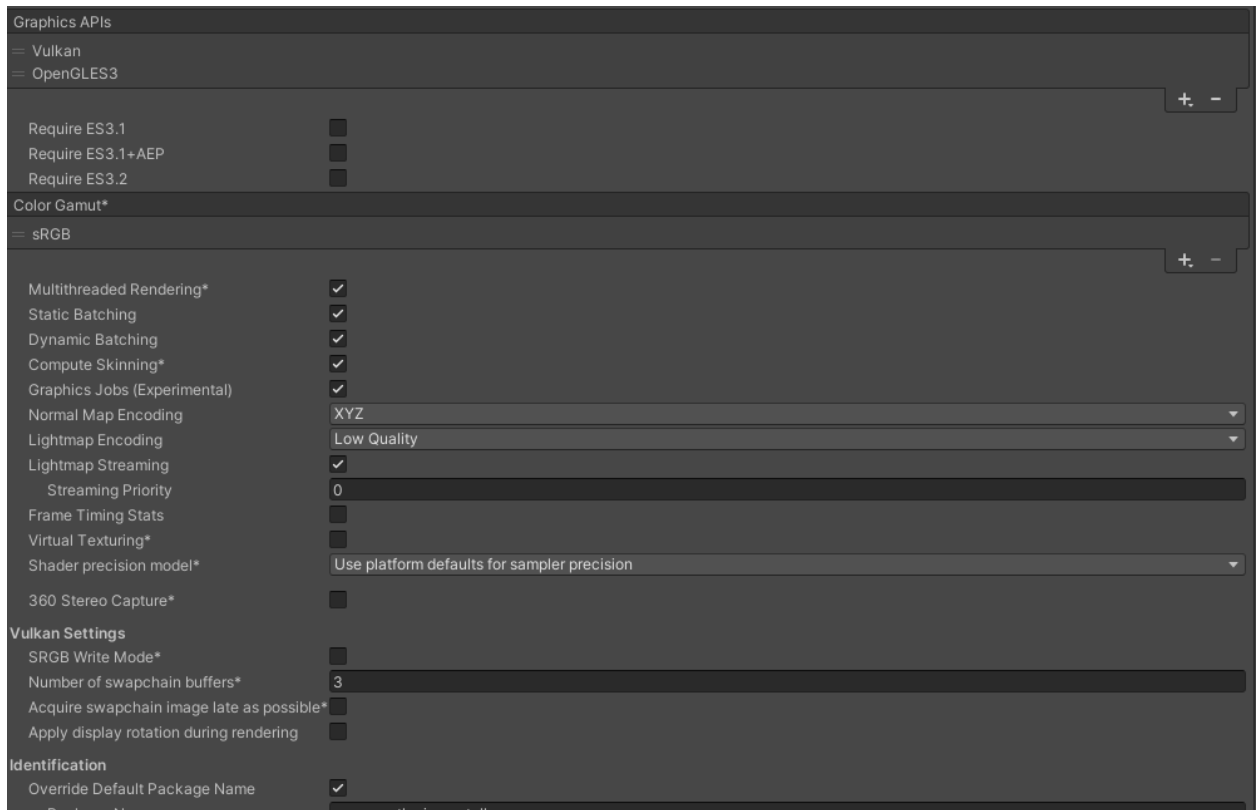 Graphics APIs
= Vulkan
= OpenGLES3
+ -
Require ES3.1
Require ES3.1+AEP
Require ES3.2
Color Gamut*
= sRGB
+ -
Multithreaded Rendering*
Static Batching
Dynamic Batching
Compute Skinning*
Graphics Jobs (Experimental)
Normal Map Encoding XYZ
Lightmap Encoding Low Quality
Lightmap Streaming
Streaming Priority 0
Frame Timing Stats
Virtual Texturing*
Shader precision model* Use platform defaults for sampler precision
360 Stereo Capture*
Vulkan Settings
SRGB Write Mode*
Number of swapchain buffers* 3
Acquire swapchain image late as possible*
Apply display rotation during rendering
Identification
Override Default Package Name